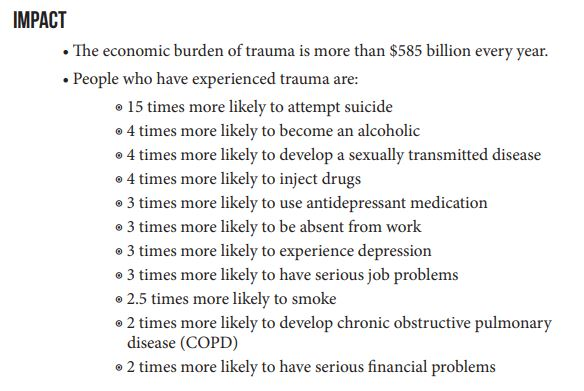 IMPACT
• The economic burden of trauma is more than $585 billion every year.
• People who have experienced trauma are:
⊙ 15 times more likely to attempt suicide
⊙ 4 times more likely to become an alcoholic
⊙ 4 times more likely to develop a sexually transmitted disease
⊙ 4 times more likely to inject drugs
⊙ 3 times more likely to use antidepressant medication
⊙ 3 times more likely to be absent from work
⊙ 3 times more likely to experience depression
⊙ 3 times more likely to have serious job problems
⊙ 2.5 times more likely to smoke
⊙ 2 times more likely to develop chronic obstructive pulmonary
disease (COPD)
⊙ 2 times more likely to have serious financial problems